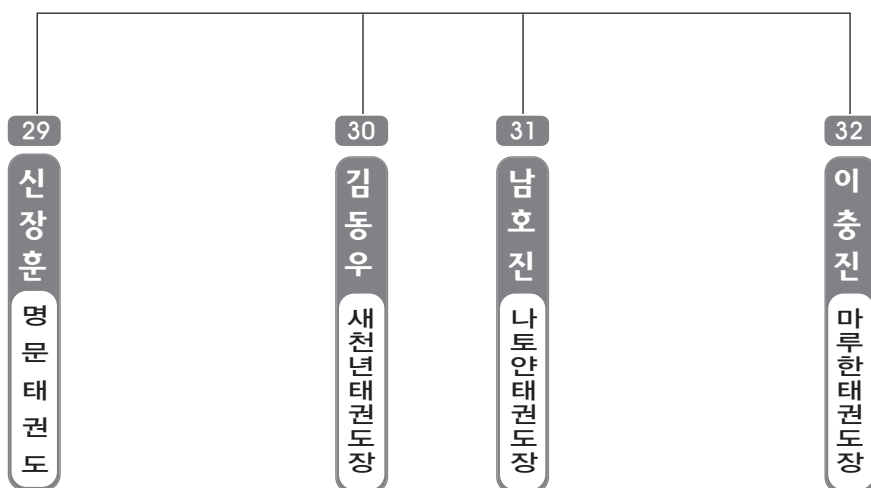 29
신장훈
명문태권도
30
김동우
새천년태권도장
31
남호진
나토얀태권도장
32
이충진
마루한태권도장